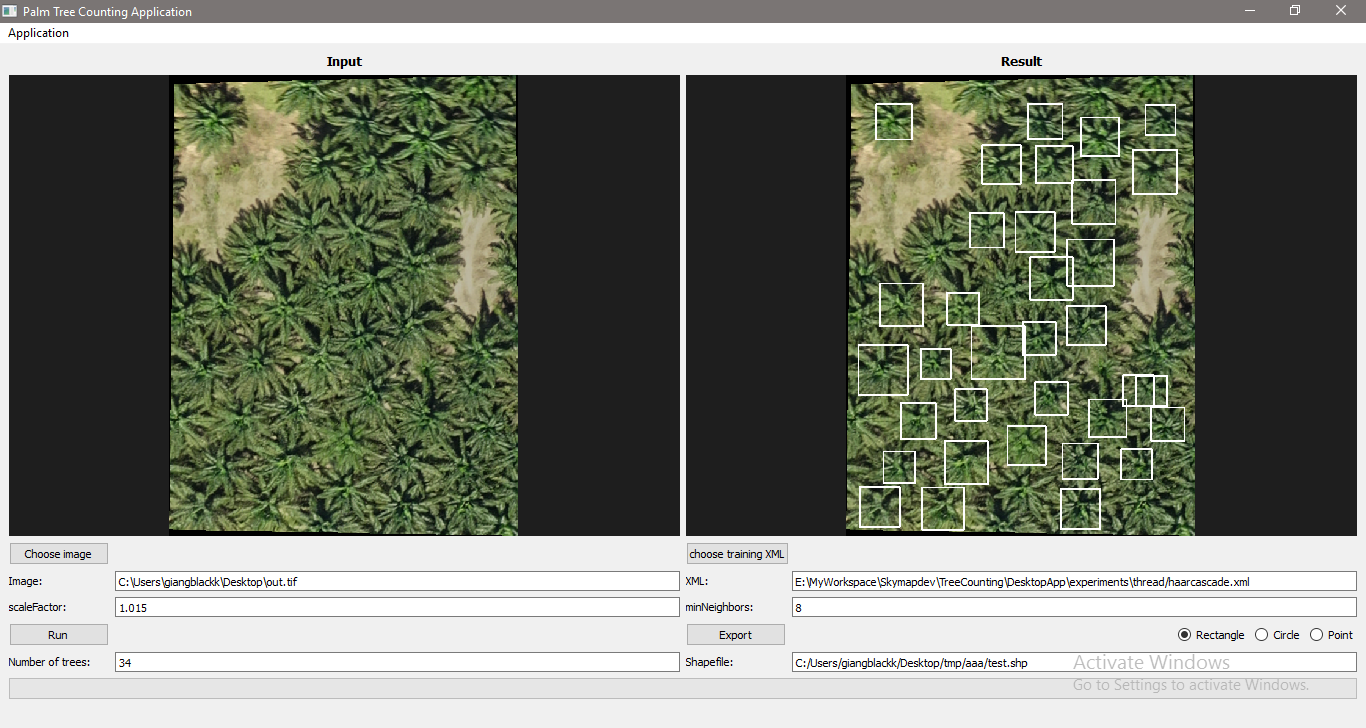 Palm Tree Counting Application
Application
Input
Result
Choose image
choose training XML
Image:
C:\Users\giangblackk\Desktop\out.tif
XML:
E:\MyWorkspace\Skymapdev\TreeCounting\DesktopApp\experiments\thread/haarcascade.xml
scaleFactor:
1.015
minNeighbors:
8
Run
Export
Rectangle
Circle
Point
Number of trees:
34
Shapefile:
C:/Users/giangblackk/Desktop/tmp/aaa/test.shp
Activate Windows
Go to Settings to activate Windows.